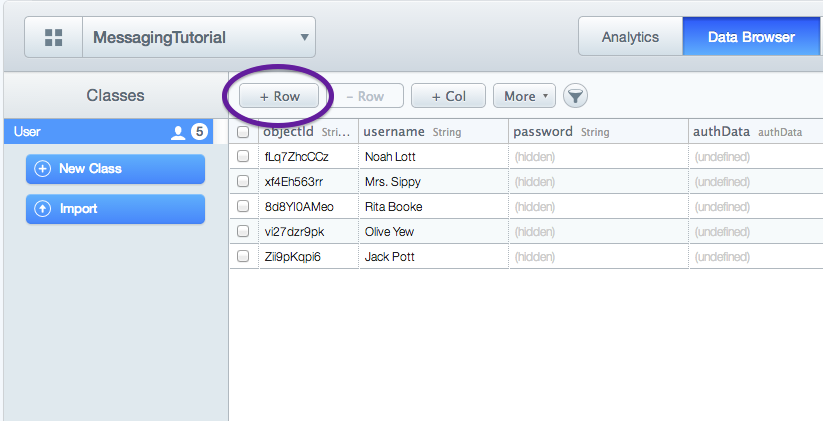 MessagingTutorial Analytics Data Browser
Classes + Row - Row + Col More
User 5 objectId Stri... username String password String authData authData
fLq7ZhcCCz Noah Lott (hidden) (undefined)
New Class xf4Eh563rr Mrs. Sippy (hidden) (undefined)
Import 8d8Yl0AMeo Rita Booke (hidden) (undefined)
vi27dzr9pk Olive Yew (hidden) (undefined)
Zii9pKqpi6 Jack Pott (hidden) (undefined)